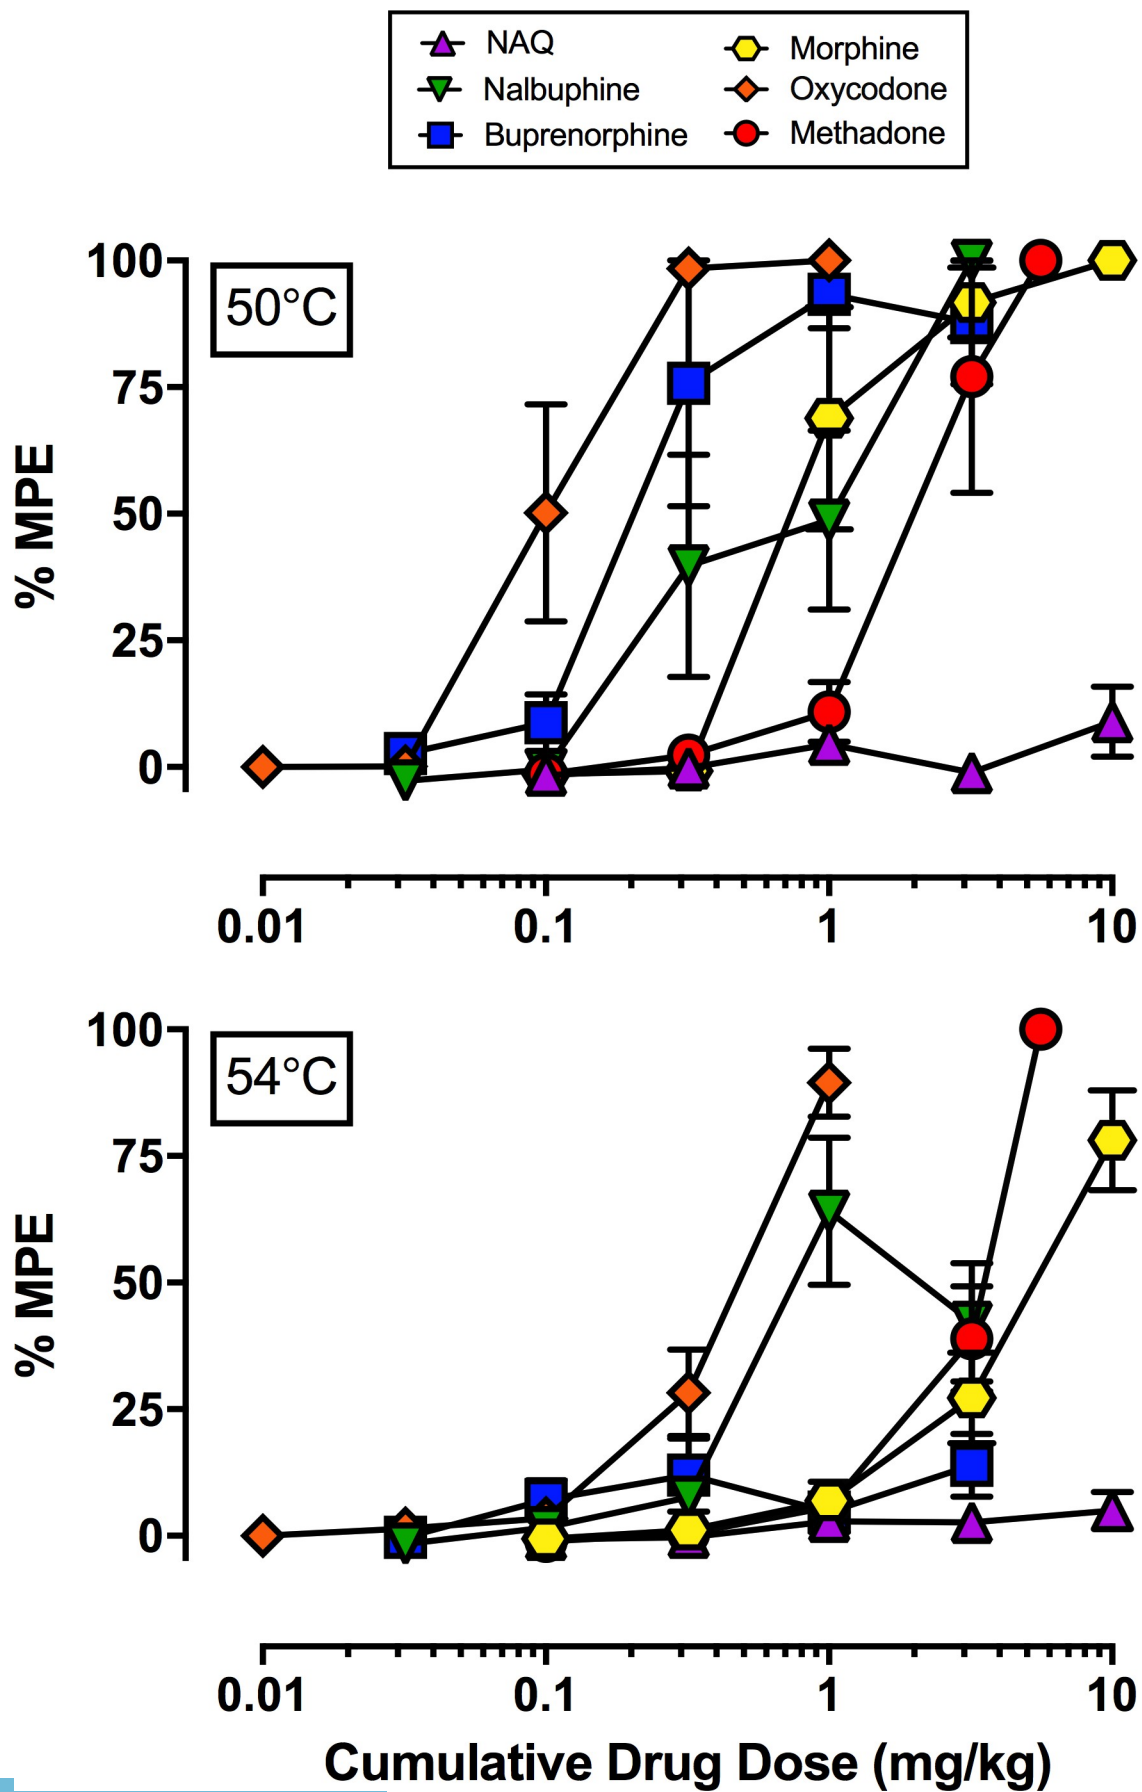 NAQ Morphine
Nalbuphine Oxycodone
Buprenorphine Methadone
100
50°C
75
50
25
0
% MPE
0.01 0.1 1 10
100
54°C
75
50
25
0
% MPE
0.01 0.1 1 10
Cumulative Drug Dose (mg/kg)